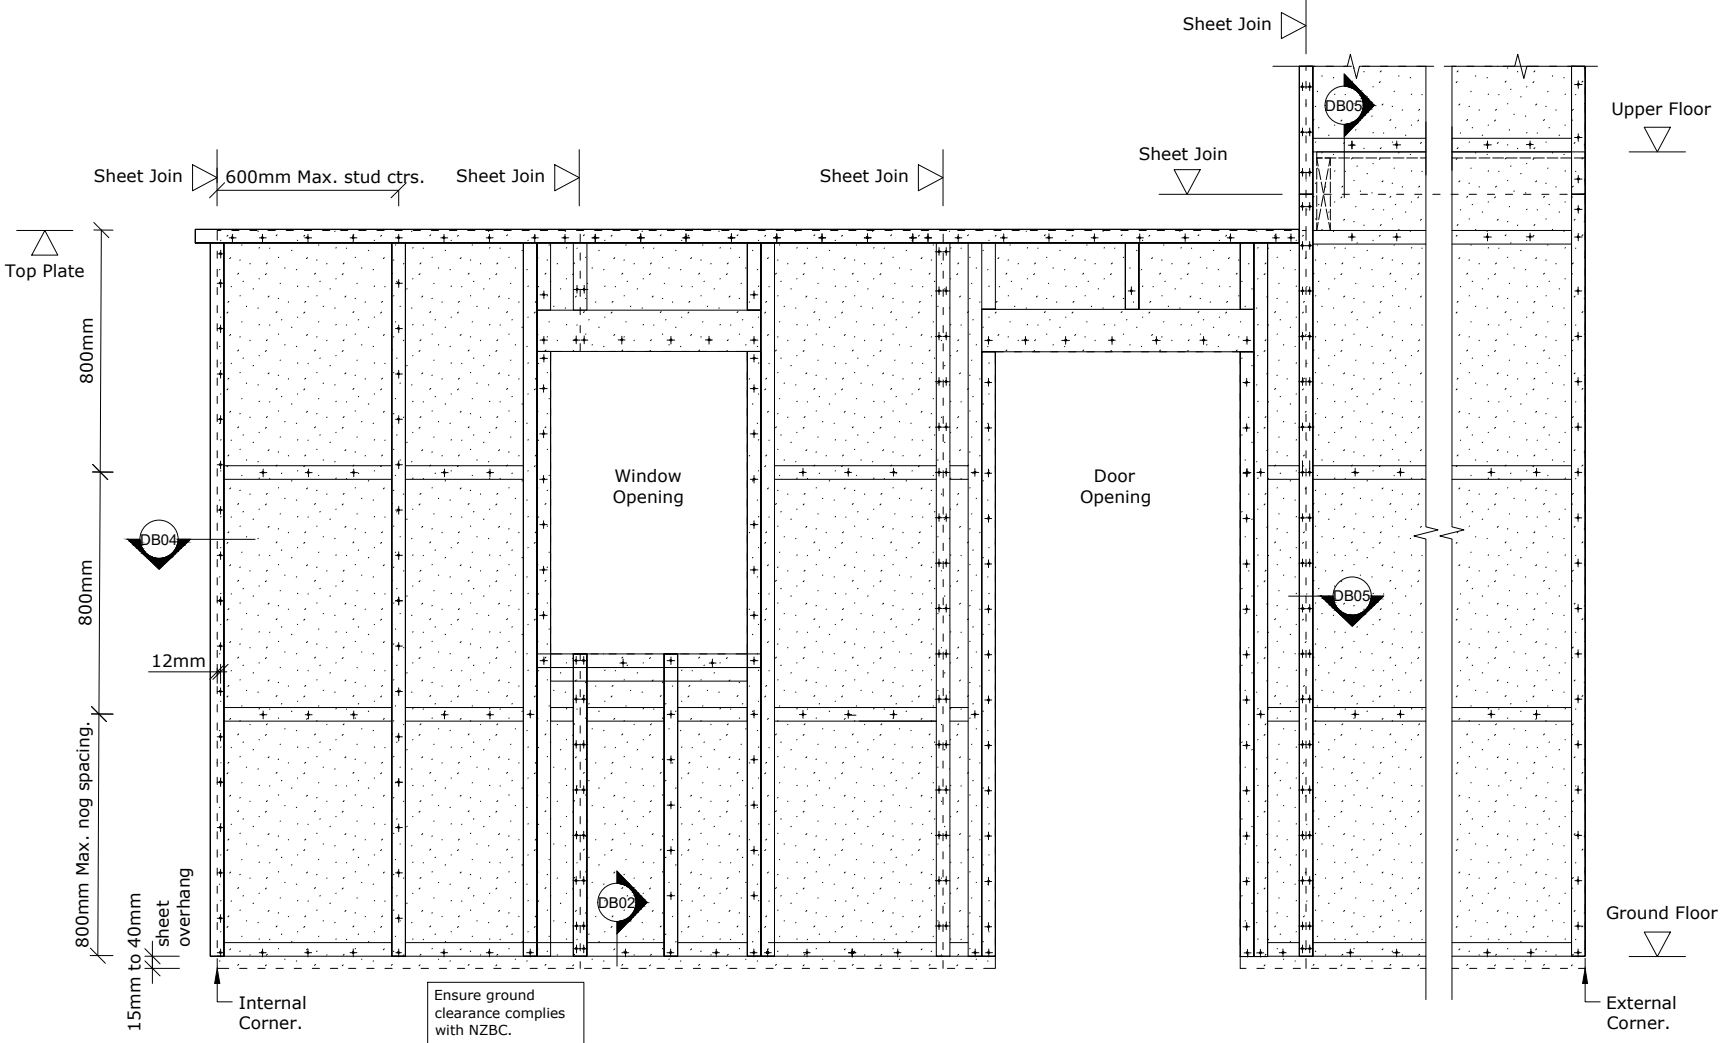 Sheet Join
DB05
Upper Floor
Sheet Join
Sheet Join
600mm Max. stud ctrs.
Sheet Join
Sheet Join
Top Plate
800mm
Window
Opening
Door
Opening
DB04
800mm
DB05
12mm
800mm Max. nog spacing.
15mm to 40mm
sheet
overhang
DB02
Ground Floor
Internal
Corner.
Ensure ground
clearance complies
with NZBC.
External
Corner.